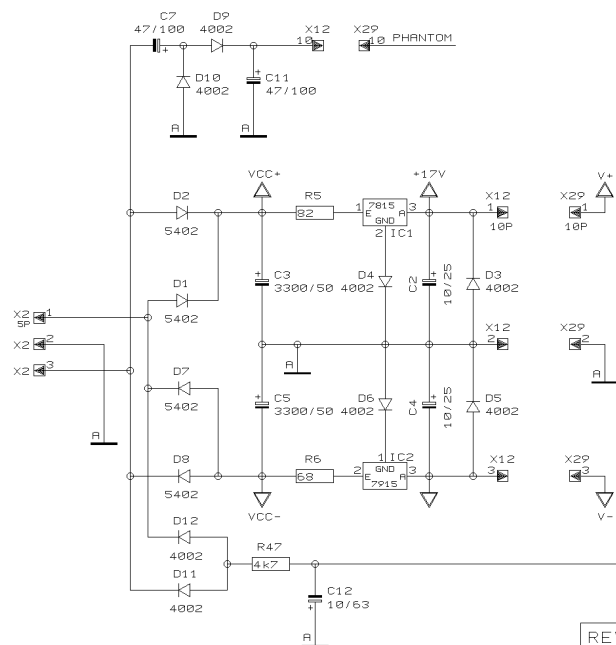 C7
47/100
+
D9
4002
X12
10
X29
10 PHANTOM
D10
4002
+
C11
47/100
A
A
VCC+
+17V
D2
5402
R5
82
1
7815
3
E
A
GND
2
IC1
X12
1
10P
X29
1
10P
V+
D1
5402
+
C3
3300/50
D4
4002
+
C2
10/25
D3
4002
X2
1
5P
X2
2
X2
3
A
A
X12
2
X29
2
A
D7
5402
+
C5
3300/50
D6
4002
+
C4
10/25
D5
4002
D8
5402
R6
68
1
IC2
GND
2
E
A
3
7915
X12
3
X29
3
VCC-
V-
D12
4002
D11
4002
R47
4k7
C12
10/63
+
A
RE